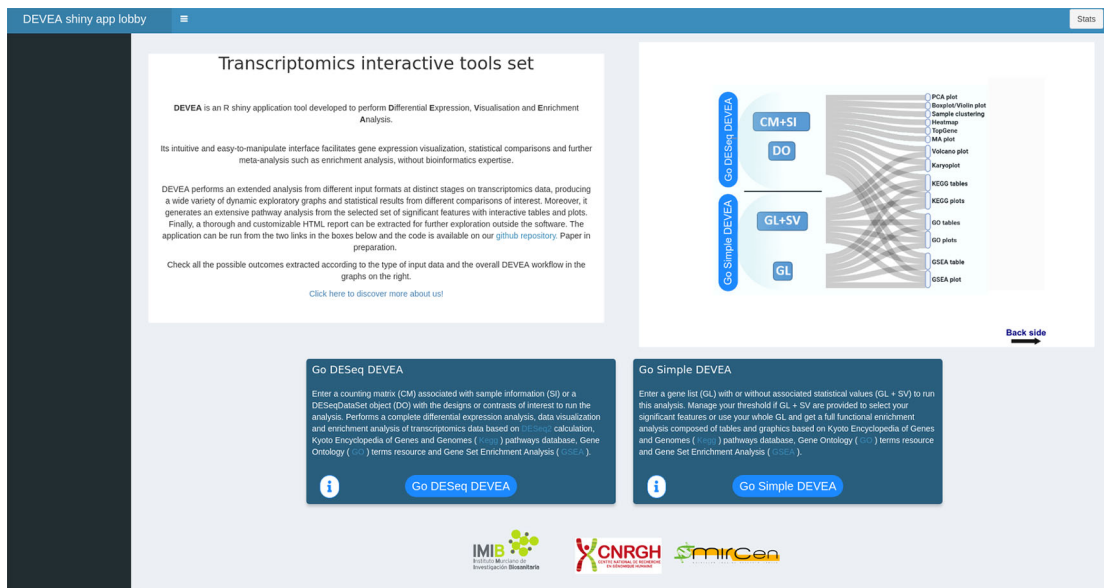 DEVEA shiny app lobby
Stats
Transcriptomics interactive tools set
DEVEA is an R shiny application tool developed to perform Differential Expression, Visualisation and Enrichment
Analysis.
Its intuitive and easy-to-manipulate interface facilitates gene expression visualization, statistical comparisons and further
meta-analysis such as enrichment analysis, without bioinformatics expertise.
DEVEA performs an extended analysis from different input formats at distinct stages on transcriptomics data, producing
a wide variety of dynamic exploratory graphs and statistical results from different comparisons of interest. Moreover, it
generates an extensive pathway analysis from the selected set of significant features with interactive tables and plots.
Finally, a thorough and customizable HTML report can be extracted for further exploration outside the software. The
application can be run from the two links in the boxes below and the code is available on our github repository. Paper in
preparation.
Check all the possible outcomes extracted according to the type of input data and the overall DEVEA workflow in the
graphs on the right.
Click here to discover more about us!
Go DESeq DEVEA
CM+SI
DO
Go Simple DEVEA
GL+SV
GL
PCA plot
Boxplot/Violin plot
Sample clustering
Heatmap
TopGene
MA plot
Volcano plot
Karyoplot
KEGG tables
KEGG plots
GO tables
GO plots
GSEA table
GSEA plot
Back side
Go DESeq DEVEA
Enter a counting matrix (CM) associated with sample information (SI) or a
DESeqDataSet object (DO) with the designs or contrasts of interest to run the
analysis. Performs a complete differential expression analysis, data visualization
and enrichment analysis of transcriptomics data based on DESeq2 calculation,
Kyoto Encyclopedia of Genes and Genomes ( Kegg ) pathways database, Gene
Ontology ( GO ) terms resource and Gene Set Enrichment Analysis ( GSEA ).
Go DESeq DEVEA
Go Simple DEVEA
Enter a gene list (GL) with or without associated statistical values (GL + SV) to run
this analysis. Manage your threshold if GL + SV are provided to select your
significant features or use your whole GL and get a full functional enrichment
analysis composed of tables and graphics based on Kyoto Encyclopedia of Genes
and Genomes ( Kegg ) pathways database, Gene Ontology ( GO ) terms resource
and Gene Set Enrichment Analysis ( GSEA ).
Go Simple DEVEA
IMIB
Instituto Murciano de
Investigación Biosanitaria
CNRGH
CENTRE NATIONAL DE RECHERCHE
EN GÉNOMIQUE HUMAINE
mirCen